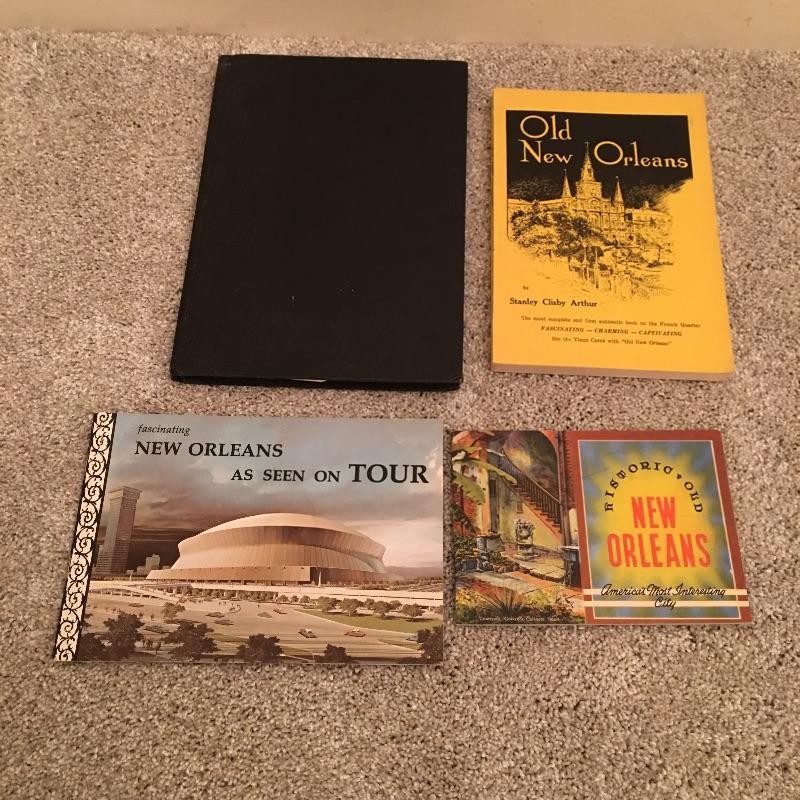 Old
New Orleans
by
Stanley Clisby Arthur
The most complete and first authentic book on the French Quarter
FASCINATING — CHARMING — CAPTIVATING
See the Vieux Carré with "Old New Orleans"
fascinating
NEW ORLEANS
AS SEEN ON TOUR
HISTORIC • OLD
NEW
ORLEANS
America's Most Interesting
City